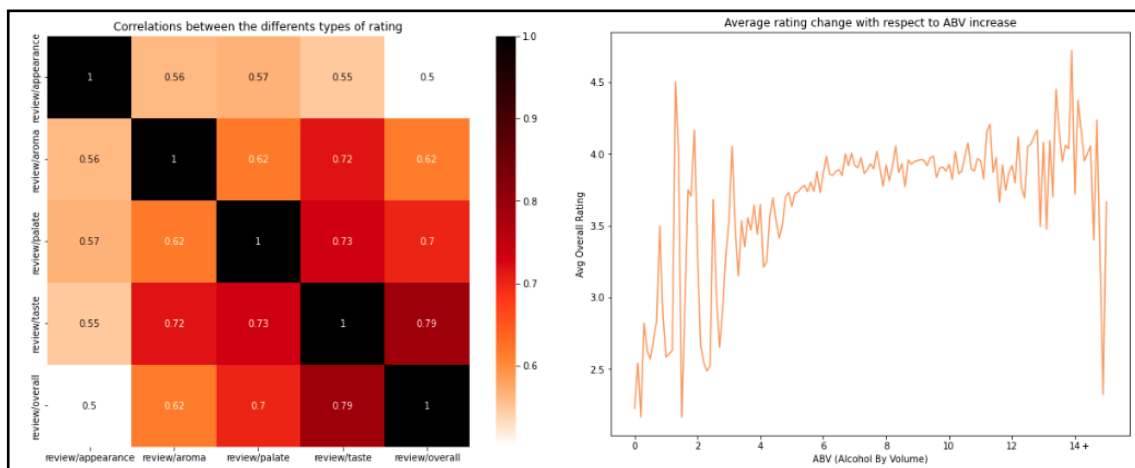 Correlations between the differents types of rating
review/appearance
review/aroma
review/palate
review/taste
review/overall
1 0.56 0.57 0.55 0.5
0.56 1 0.62 0.72 0.62
0.57 0.62 1 0.73 0.7
0.55 0.72 0.73 1 0.79
0.5 0.62 0.7 0.79 1
review/appearance review/aroma review/palate review/taste review/overall
1.0
0.9
0.8
0.7
0.6
Average rating change with respect to ABV increase
Avg Overall Rating
4.5
4.0
3.5
3.0
2.5
0 2 4 6 8 10 12 14 +
ABV (Alcohol By Volume)